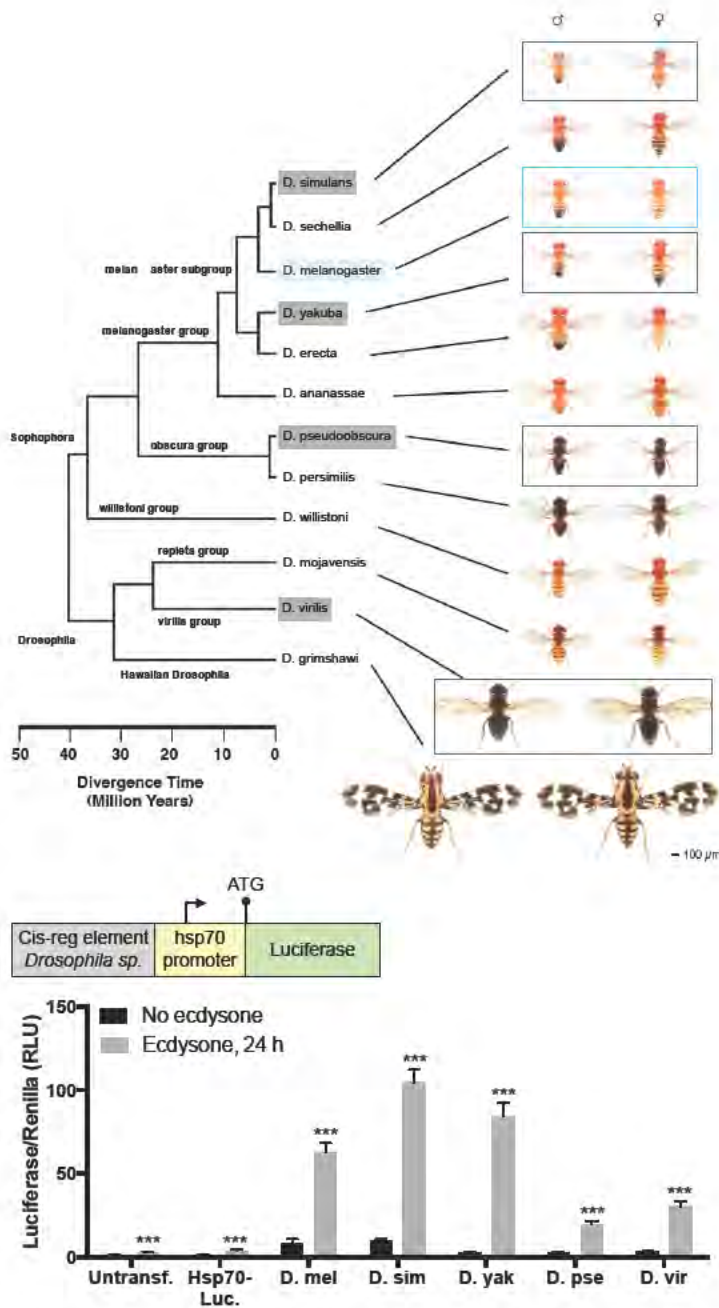 ♂ ♀
D. simulans
D. sechellia
melan aster subgroup
D. melanogaster
D. yakuba
melanogaster group
D. erecta
D. ananassae
Sophophora
D. pseudoobscura
obscura group
D. persimilis
willistoni group
D. willistoni
repleta group
D. mojavensis
D. virilis
virilis group
Drosophila
D. grimshawi
Hawaiian Drosophila
50 40 30 20 10 0
Divergence Time
(Million Years)
100 µm
ATG
Cis-reg element
Drosophila sp.
hsp70
promoter
Luciferase
Luciferase/Renilla (RLU)
150
100
50
0
No ecdysone
Ecdysone, 24 h
*** *** *** *** *** *** ***
Untransf. Hsp70- D. mel D. sim D. yak D. pse D. vir
Luc.